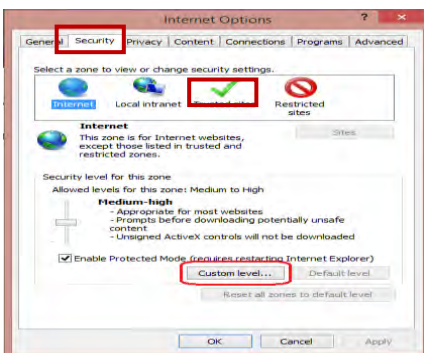 Internet Options
?
×
General Security Privacy Content Connections Programs Advanced
Select a zone to view or change security settings.
Internet Local intranet Trusted sites Restricted
sites
Internet
Sites
This zone is for Internet websites,
except those listed in trusted and
restricted zones.
Security level for this zone
Allowed levels for this zone: Medium to High
Medium-high
- Appropriate for most websites
- Prompts before downloading potentially unsafe
content
- Unsigned ActiveX controls will not be downloaded
Enable Protected Mode (requires restarting Internet Explorer)
Custom level... Default level
Reset all zones to default level
OK Cancel Apply